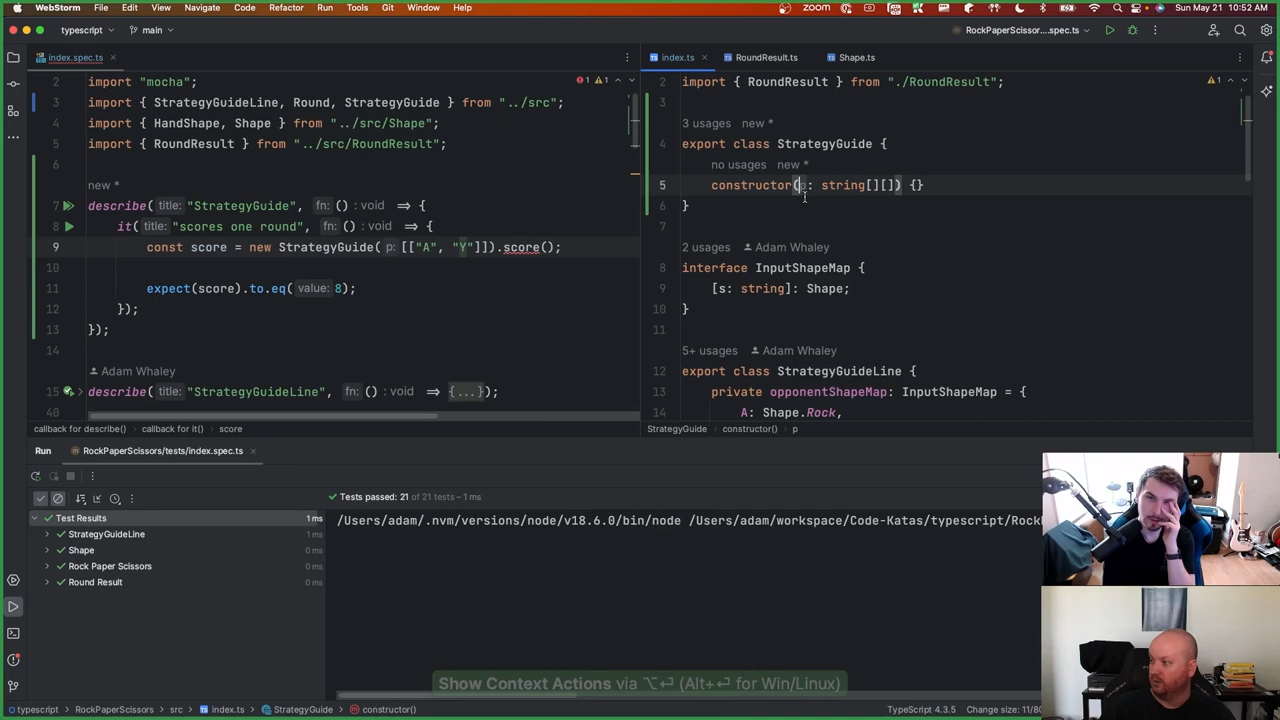 WebStorm File Edit View Navigate Code Refactor Run Tools Git Window Help zoom Sun May 21 10:52 AM
typescript main RockPaperScissor....spec.ts
index.spec.ts
2 import "mocha";
3 import { StrategyGuideLine, Round, StrategyGuide } from "../src";
4 import { HandShape, Shape } from "../src/Shape";
5 import { RoundResult } from "../src/RoundResult";
6
new *
7 describe( title: "StrategyGuide", fn: () : void => {
8 it( title: "scores one round", fn: () : void => {
9 const score = new StrategyGuide( p: [["A", "Y"]]).score();
10
11 expect(score).to.eq( value: 8);
12 });
13 });
14
Adam Whaley
15 describe( title: "StrategyGuideLine", fn: () : void => {...});
40
callback for describe() callback for it() score
1 1
index.ts RoundResult.ts Shape.ts
2 import { RoundResult } from "./RoundResult";
3
3 usages new *
4 export class StrategyGuide {
no usages new *
5 constructor(p: string[][]) {}
6 }
7
2 usages Adam Whaley
8 interface InputShapeMap {
9 [s: string]: Shape;
10 }
11
5+ usages Adam Whaley
12 export class StrategyGuideLine {
13 private opponentShapeMap: InputShapeMap = {
14 A: Shape.Rock,
StrategyGuide constructor() p
1
Run RockPaperScissors/tests/index.spec.ts
Tests passed: 21 of 21 tests – 1 ms
Test Results 1 ms
StrategyGuideLine 1 ms
Shape 0 ms
Rock Paper Scissors 0 ms
Round Result 0 ms
/Users/adam/.nvm/versions/node/v18.6.0/bin/node /Users/adam/workspace/Code-Katas/typescript/Rock
Show Context Actions via ⌥⏎ (Alt+⏎ for Win/Linux)
typescript RockPaperScissors src index.ts StrategyGuide constructor() TypeScript 4.3.5 Change size: 11/80